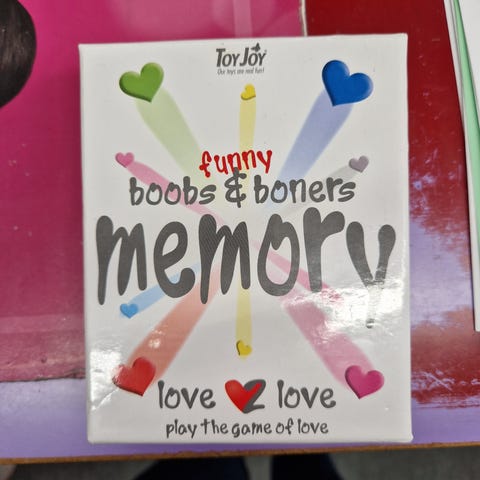 TOYJOY
Our toys are real fun!
funny
boobs & boners
memory
love 2 love
play the game of love